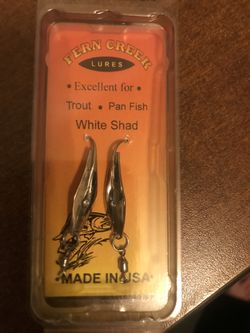 FERN CREEK
LURES
• Excellent for •
Trout • Pan Fish
White Shad
MADE IN USA